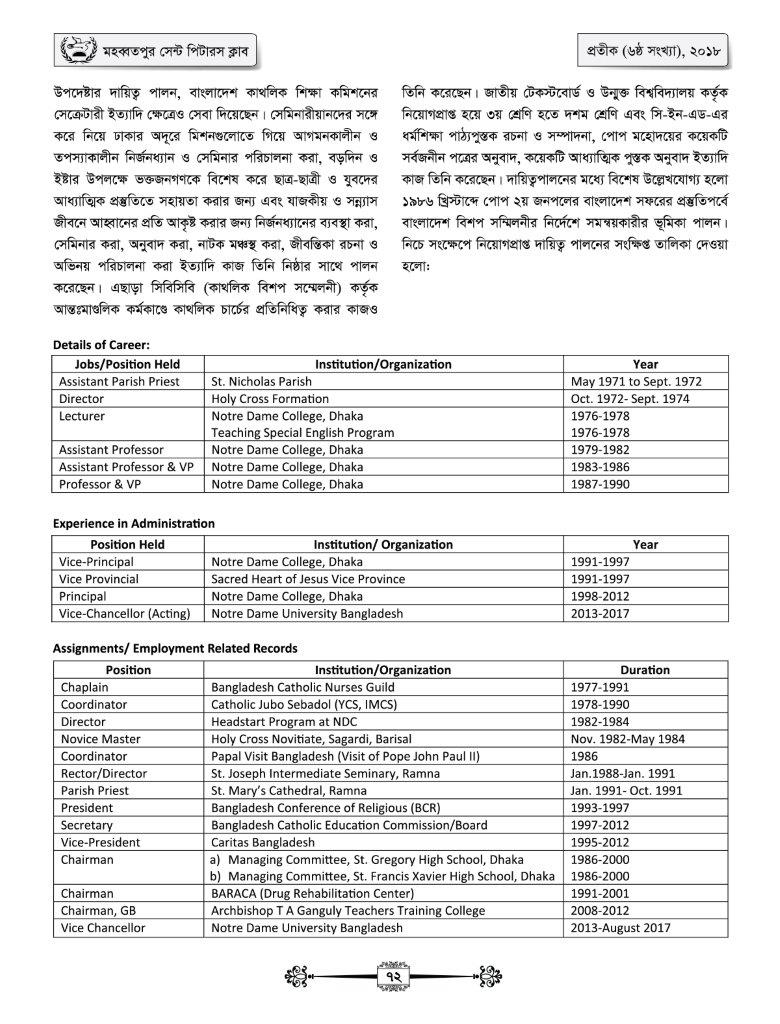 মহব্বতপুর সেন্ট পিটারস ক্লাব
প্রতীক (৬ষ্ঠ সংখ্যা), ২০১৮
উপদেষ্টার দায়িত্ব পালন, বাংলাদেশ কাথলিক শিক্ষা কমিশনের
সেক্রেটারী ইত্যাদি ক্ষেত্রেও সেবা দিয়েছেন। সেমিনারীয়ানদের সঙ্গে
করে নিয়ে ঢাকার অদূরে মিশনগুলোতে গিয়ে আগমনকালীন ও
তপস্যাকালীন নির্জনধ্যান ও সেমিনার পরিচালনা করা, বড়দিন ও
ইষ্টার উপলক্ষে ভক্তজনগণকে বিশেষ করে ছাত্র-ছাত্রী ও যুবদের
আধ্যাত্মিক প্রস্তুতিতে সহায়তা করার জন্য এবং যাজকীয় ও সন্ন্যাস
জীবনে আহ্বানের প্রতি আকৃষ্ট করার জন্য নির্জনধ্যানের ব্যবস্থা করা,
সেমিনার করা, অনুবাদ করা, নাটক মঞ্চস্থ করা, জীবন্তিকা রচনা ও
অভিনয় পরিচালনা করা ইত্যাদি কাজ তিনি নিষ্ঠার সাথে পালন
করেছেন। এছাড়া সিবিসিবি (কাথলিক বিশপ সম্মেলনী) কর্তৃক
আন্তঃমাণ্ডলিক কর্মকাণ্ডে কাথলিক চার্চের প্রতিনিধিত্ব করার কাজও
তিনি করেছেন। জাতীয় টেকস্টবোর্ড ও উন্মুক্ত বিশ্ববিদ্যালয় কর্তৃক
নিয়োগপ্রাপ্ত হয়ে ৩য় শ্রেণি হতে দশম শ্রেণি এবং সি-ইন-এড-এর
ধর্মশিক্ষা পাঠ্যপুস্তক রচনা ও সম্পাদনা, পোপ মহোদয়ের কয়েকটি
সর্বজনীন পত্রের অনুবাদ, কয়েকটি আধ্যাত্মিক পুস্তক অনুবাদ ইত্যাদি
কাজ তিনি করেছেন। দায়িত্বপালনের মধ্যে বিশেষ উল্লেখযোগ্য হলো
১৯৮৬ খ্রিস্টাব্দে পোপ ২য় জনপলের বাংলাদেশ সফরের প্রস্তুতিপর্বে
বাংলাদেশ বিশপ সম্মিলনীর নির্দেশে সমন্বয়কারীর ভূমিকা পালন।
নিচে সংক্ষেপে নিয়োগপ্রাপ্ত দায়িত্ব পালনের সংক্ষিপ্ত তালিকা দেওয়া
হলো:
Details of Career:
Jobs/Position Held Institution/Organization Year
Assistant Parish Priest St. Nicholas Parish May 1971 to Sept. 1972
Director Holy Cross Formation Oct. 1972- Sept. 1974
Lecturer Notre Dame College, Dhaka 1976-1978
Teaching Special English Program 1976-1978
Assistant Professor Notre Dame College, Dhaka 1979-1982
Assistant Professor & VP Notre Dame College, Dhaka 1983-1986
Professor & VP Notre Dame College, Dhaka 1987-1990
Experience in Administration
Position Held Institution/ Organization Year
Vice-Principal Notre Dame College, Dhaka 1991-1997
Vice Provincial Sacred Heart of Jesus Vice Province 1991-1997
Principal Notre Dame College, Dhaka 1998-2012
Vice-Chancellor (Acting) Notre Dame University Bangladesh 2013-2017
Assignments/ Employment Related Records
Position Institution/Organization Duration
Chaplain Bangladesh Catholic Nurses Guild 1977-1991
Coordinator Catholic Jubo Sebadol (YCS, IMCS) 1978-1990
Director Headstart Program at NDC 1982-1984
Novice Master Holy Cross Novitiate, Sagardi, Barisal Nov. 1982-May 1984
Coordinator Papal Visit Bangladesh (Visit of Pope John Paul II) 1986
Rector/Director St. Joseph Intermediate Seminary, Ramna Jan.1988-Jan. 1991
Parish Priest St. Mary's Cathedral, Ramna Jan. 1991- Oct. 1991
President Bangladesh Conference of Religious (BCR) 1993-1997
Secretary Bangladesh Catholic Education Commission/Board 1997-2012
Vice-President Caritas Bangladesh 1995-2012
Chairman a) Managing Committee, St. Gregory High School, Dhaka 1986-2000
b) Managing Committee, St. Francis Xavier High School, Dhaka 1986-2000
Chairman BARACA (Drug Rehabilitation Center) 1991-2001
Chairman, GB Archbishop T A Ganguly Teachers Training College 2008-2012
Vice Chancellor Notre Dame University Bangladesh 2013-August 2017
৭২